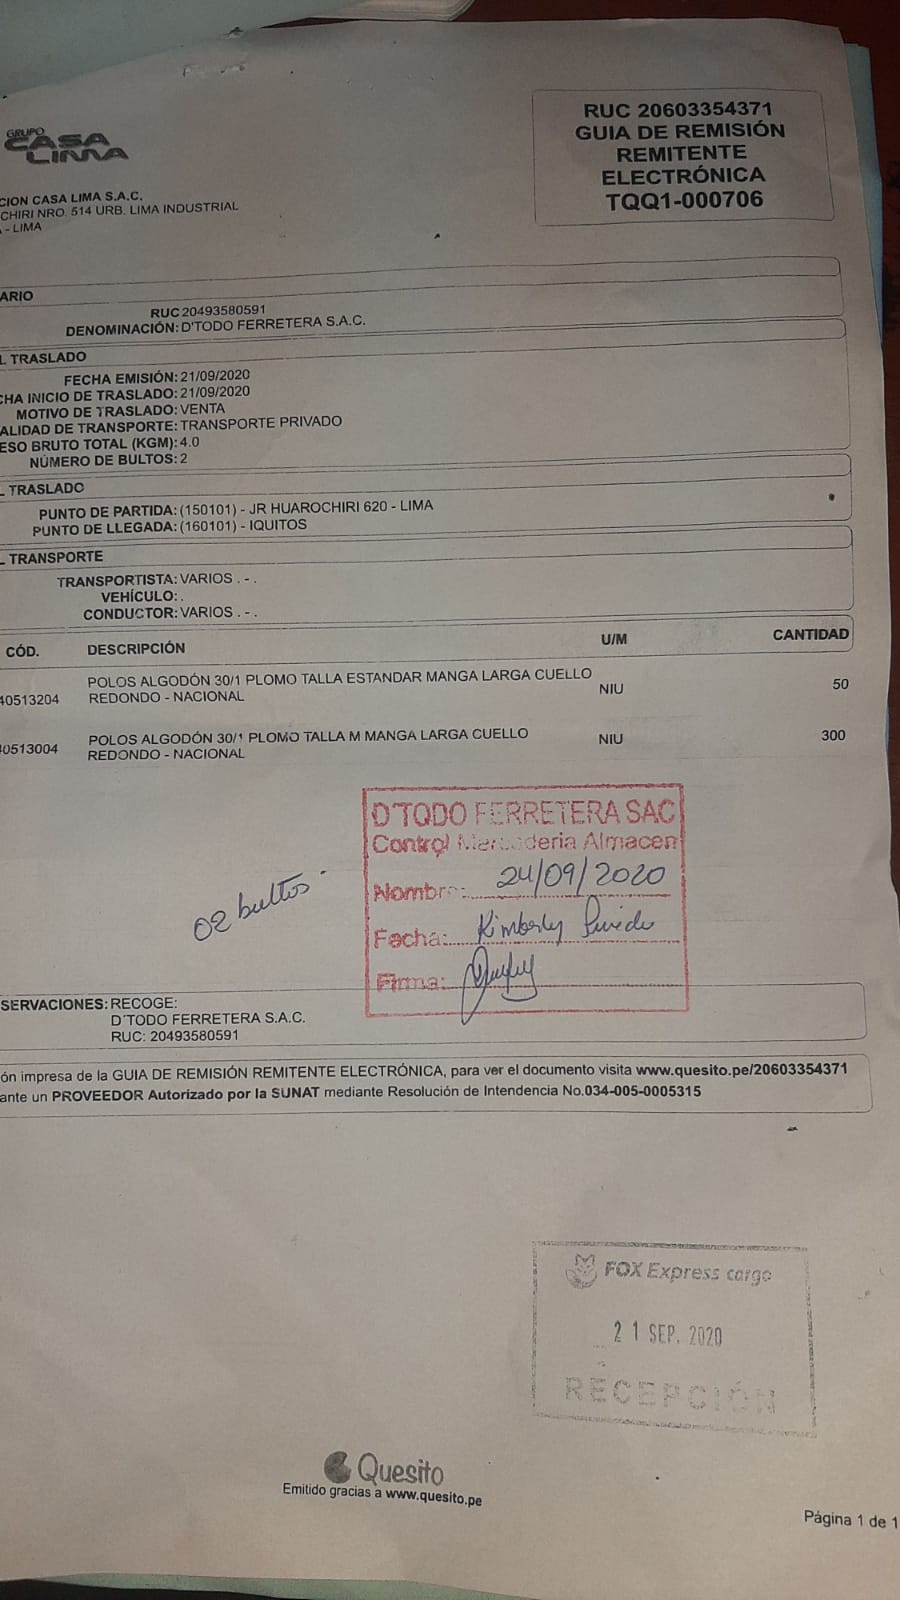 GRUPO
CASA
LIMA
RUC 20603354371
GUIA DE REMISIÓN
REMITENTE
ELECTRÓNICA
TQQ1-000706
CION CASA LIMA S.A.C.
CHIRI NRO. 514 URB. LIMA INDUSTRIAL
- LIMA
ARIO
RUC 20493580591
DENOMINACIÓN: D'TODO FERRETERA S.A.C.
L TRASLADO
FECHA EMISIÓN: 21/09/2020
CHA INICIO DE TRASLADO: 21/09/2020
MOTIVO DE TRASLADO: VENTA
ALIDAD DE TRANSPORTE: TRANSPORTE PRIVADO
ESO BRUTO TOTAL (KGM): 4.0
NÚMERO DE BULTOS: 2
L TRASLADO
PUNTO DE PARTIDA: (150101) - JR HUAROCHIRI 620 - LIMA
PUNTO DE LLEGADA: (160101) - IQUITOS
L TRANSPORTE
TRANSPORTISTA: VARIOS . - .
VEHÍCULO: .
CONDUCTOR: VARIOS . - .
CÓD. DESCRIPCIÓN U/M CANTIDAD
40513204 POLOS ALGODÓN 30/1 PLOMO TALLA ESTANDAR MANGA LARGA CUELLO NIU 50
REDONDO - NACIONAL
40513004 POLOS ALGODÓN 30/1 PLOMO TALLA M MANGA LARGA CUELLO NIU 300
REDONDO - NACIONAL
D'TODO FERRETERA SAC
Control Mercaderia Almacen
Nombre: 24/09/2020
02 bultos -
Fecha: Kimberly
Firma:
SERVACIONES: RECOGE:
D'TODO FERRETERA S.A.C.
RUC: 20493580591
ón impresa de la GUIA DE REMISIÓN REMITENTE ELECTRÓNICA, para ver el documento visita www.quesito.pe/20603354371
ante un PROVEEDOR Autorizado por la SUNAT mediante Resolución de Intendencia No.034-005-0005315
FOX Express cargo
21 SEP. 2020
RECEPCIÓN
Quesito
Emitido gracias a www.quesito.pe
Página 1 de 1